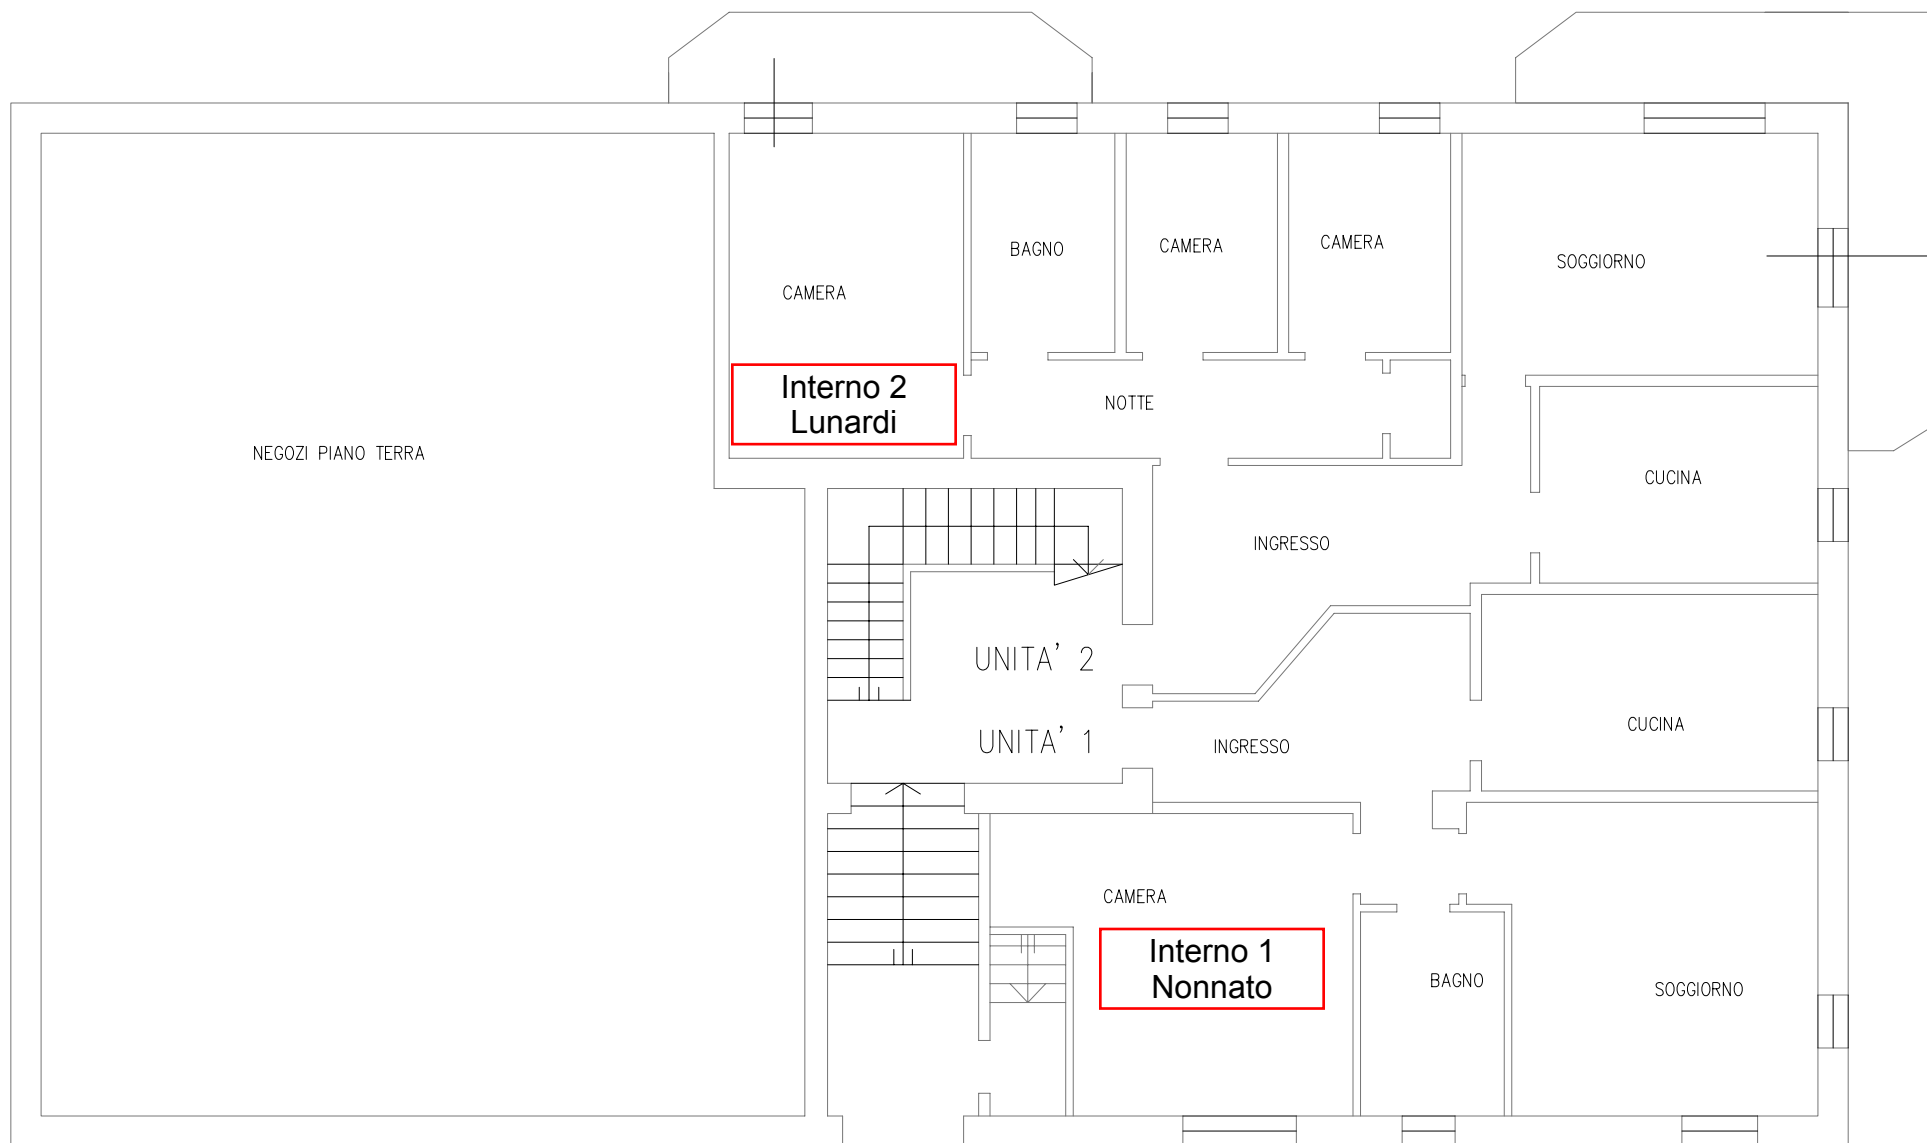 BAGNO
CAMERA
CAMERA
SOGGIORNO
CAMERA
Interno 2
Lunardi
NOTTE
NEGOZI PIANO TERRA
CUCINA
INGRESSO
UNITA' 2
UNITA' 1
INGRESSO
CUCINA
CAMERA
Interno 1
Nonnato
BAGNO
SOGGIORNO